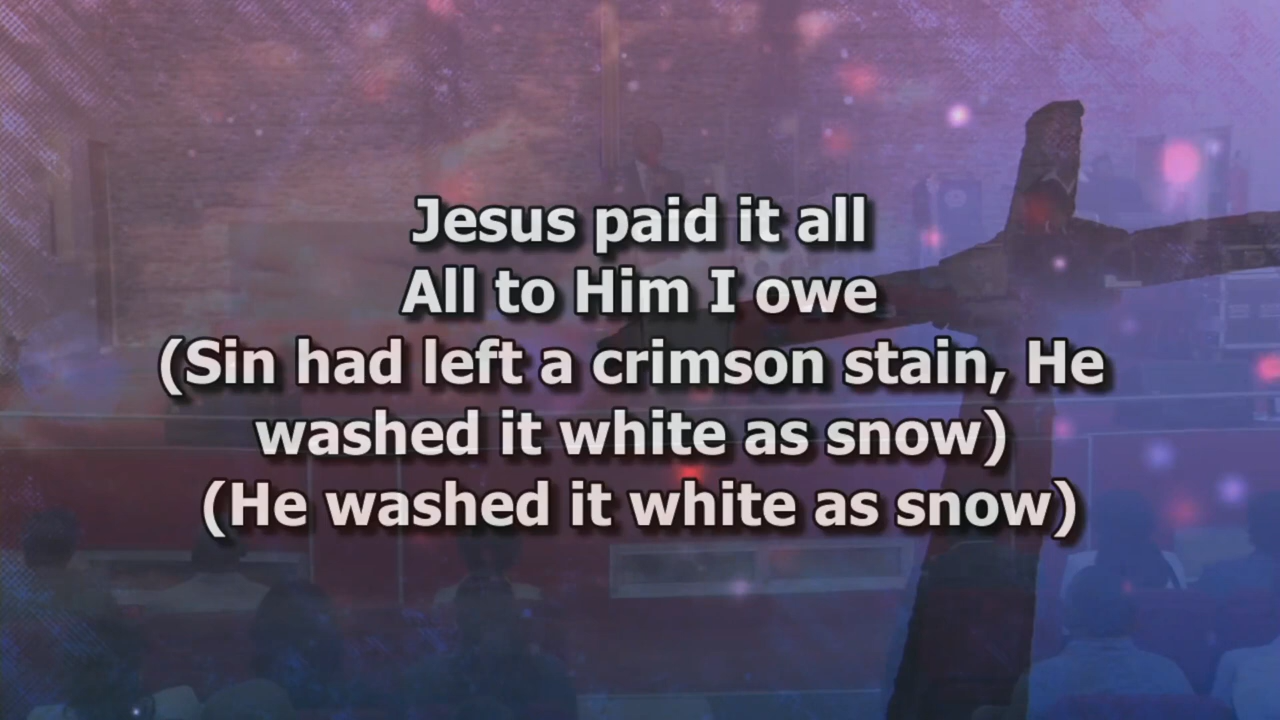 Jesus paid it all
All to Him I owe
(Sin had left a crimson stain, He
washed it white as snow)
(He washed it white as snow)